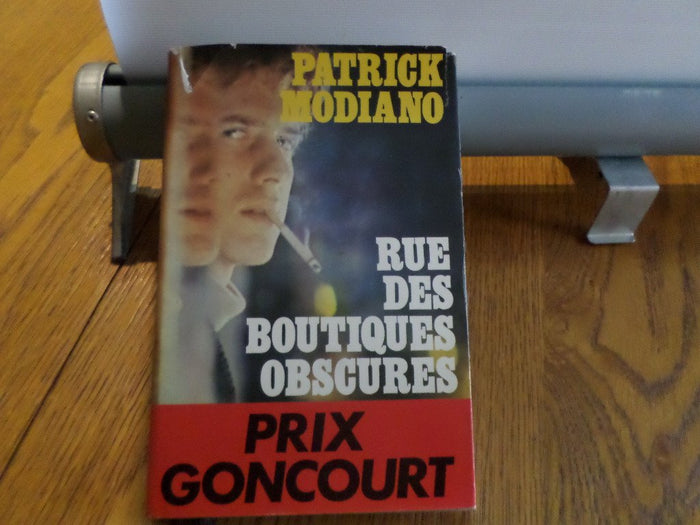 PATRICK
MODIANO
RUE
DES
BOUTIQUES
OBSCURES
PRIX
GONCOURT